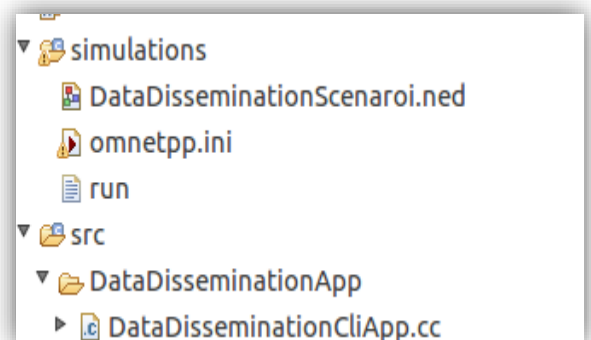 simulations
DataDisseminationScenaroi.ned
omnetpp.ini
run
src
DataDisseminationApp
DataDisseminationCliApp.cc